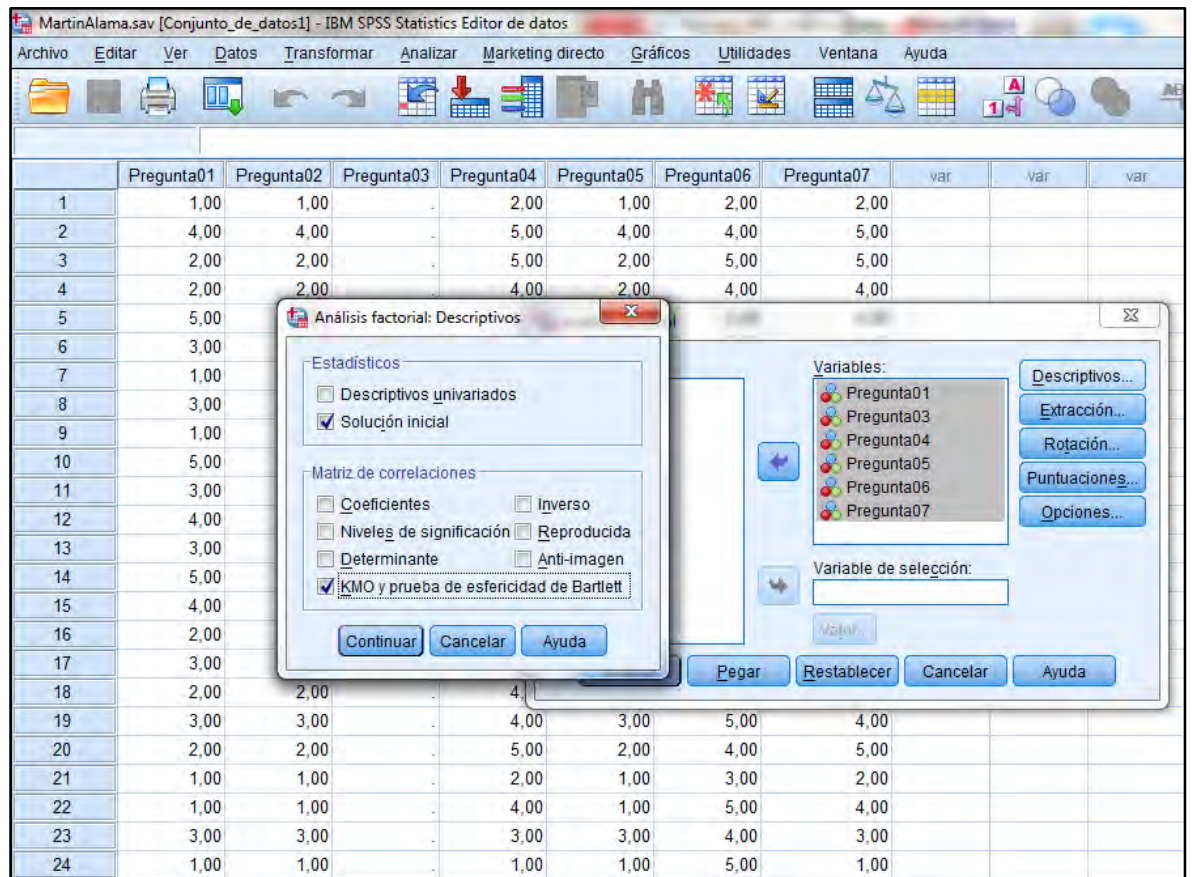 MartinAlama.sav [Conjunto_de_datos1] - IBM SPSS Statistics Editor de datos
Archivo Editar Ver Datos Transformar Analizar Marketing directo Gráficos Utilidades Ventana Ayuda
Pregunta01 Pregunta02 Pregunta03 Pregunta04 Pregunta05 Pregunta06 Pregunta07 var var var
1 1,00 1,00 . 2,00 1,00 2,00 2,00
2 4,00 4,00 . 5,00 4,00 4,00 5,00
3 2,00 2,00 . 5,00 2,00 5,00 5,00
4 2,00 2,00 . 4,00 2,00 4,00 4,00
5 5,00
6 3,00
7 1,00
8 3,00
9 1,00
10 5,00
11 3,00
12 4,00
13 3,00
14 5,00
15 4,00
16 2,00
17 3,00
18 2,00 2,00 . 4,
19 3,00 3,00 . 4,00 3,00 5,00 4,00
20 2,00 2,00 . 5,00 2,00 4,00 5,00
21 1,00 1,00 . 2,00 1,00 3,00 2,00
22 1,00 1,00 . 4,00 1,00 5,00 4,00
23 3,00 3,00 . 3,00 3,00 4,00 3,00
24 1,00 1,00 . 1,00 1,00 5,00 1,00
Análisis factorial: Descriptivos
Estadísticos
Descriptivos univariados
Solución inicial
Matriz de correlaciones
Coeficientes Inverso
Niveles de significación Reproducida
Determinante Anti-imagen
KMO y prueba de esfericidad de Bartlett
Continuar Cancelar Ayuda
Variables:
Pregunta01
Pregunta03
Pregunta04
Pregunta05
Pregunta06
Pregunta07
Variable de selección:
Valor...
Descriptivos...
Extracción...
Rotación...
Puntuaciones...
Opciones...
Pegar Restablecer Cancelar Ayuda